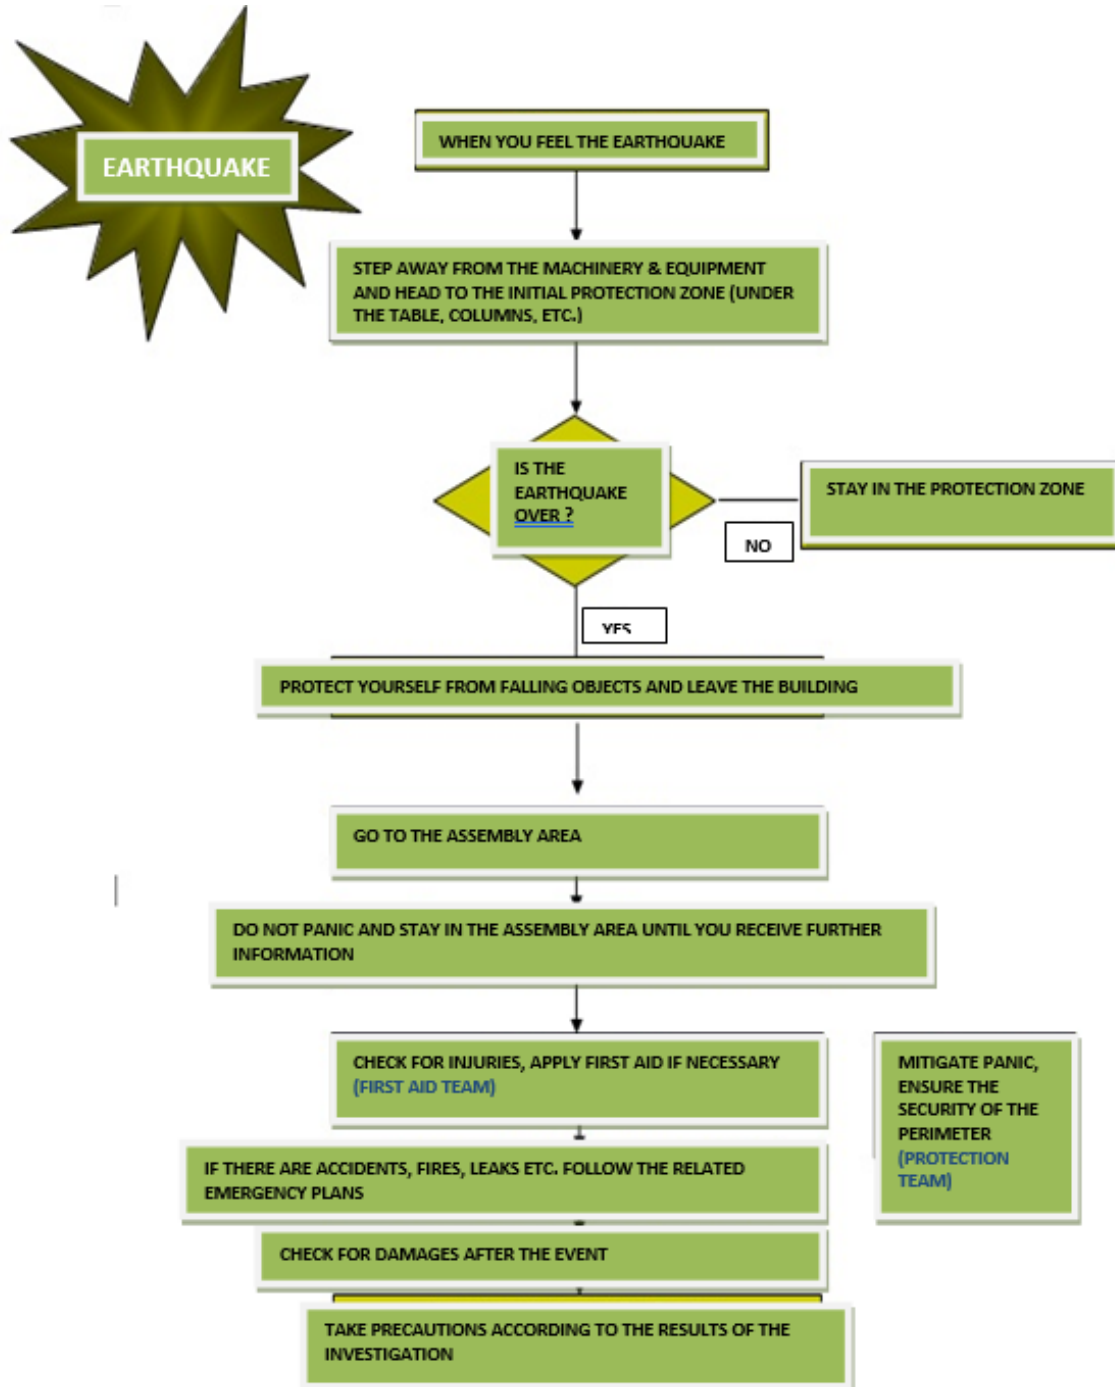 EARTHQUAKE
WHEN YOU FEEL THE EARTHOUAKE
STEP AWAY FROM THE MACHINERY & EQUIPMENT
AND HEAD TO THE INITIAL PROTECTION ZONE (UNDER
THE TABLE, COLUMNS, ETC.)
IS THE
EARTHQUAKE
OVER ?
NO
STAY IN THE PROTECTION ZONE
YES
PROTECT YOURSELF FROM FALLING OBJECTS AND LEAVE THE BUILDING
GO TO THE ASSEMBLY AREA
DO NOT PANIC AND STAY IN THE ASSEMBLY AREA UNTIL YOU RECEIVE FURTHER
INFORMATION
CHECK FOR INJURIES, APPLY FIRST AID IF NECESSARY
(FIRST AID TEAM)
MITIGATE PANIC,
ENSURE THE
SECURITY OF THE
PERIMETER
(PROTECTION
TEAM)
IF THERE ARE ACCIDENTS, FIRES, LEAKS ETC. FOLLOW THE RELATED
EMERGENCY PLANS
CHECK FOR DAMAGES AFTER THE EVENT
TAKE PRECAUTIONS ACCORDING TO THE RESULTS OF THE
INVESTIGATION